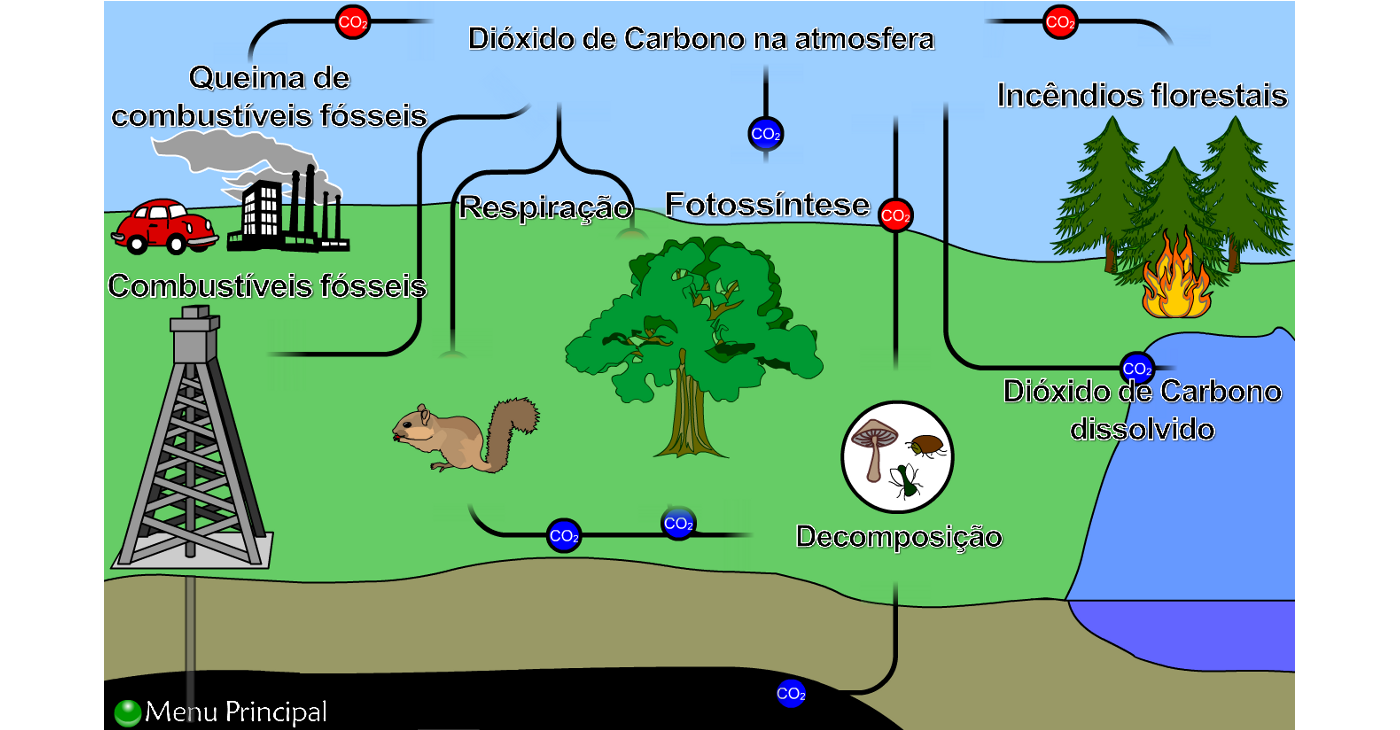 CO₂
Dióxido de Carbono na atmosfera
CO₂
Queima de
combustíveis fósseis
Incêndios florestais
CO₂
Respiração
Fotossíntese
CO₂
Combustíveis fósseis
CO₂
Dióxido de Carbono
dissolvido
CO₂
CO₂
Decomposição
CO₂
Menu Principal